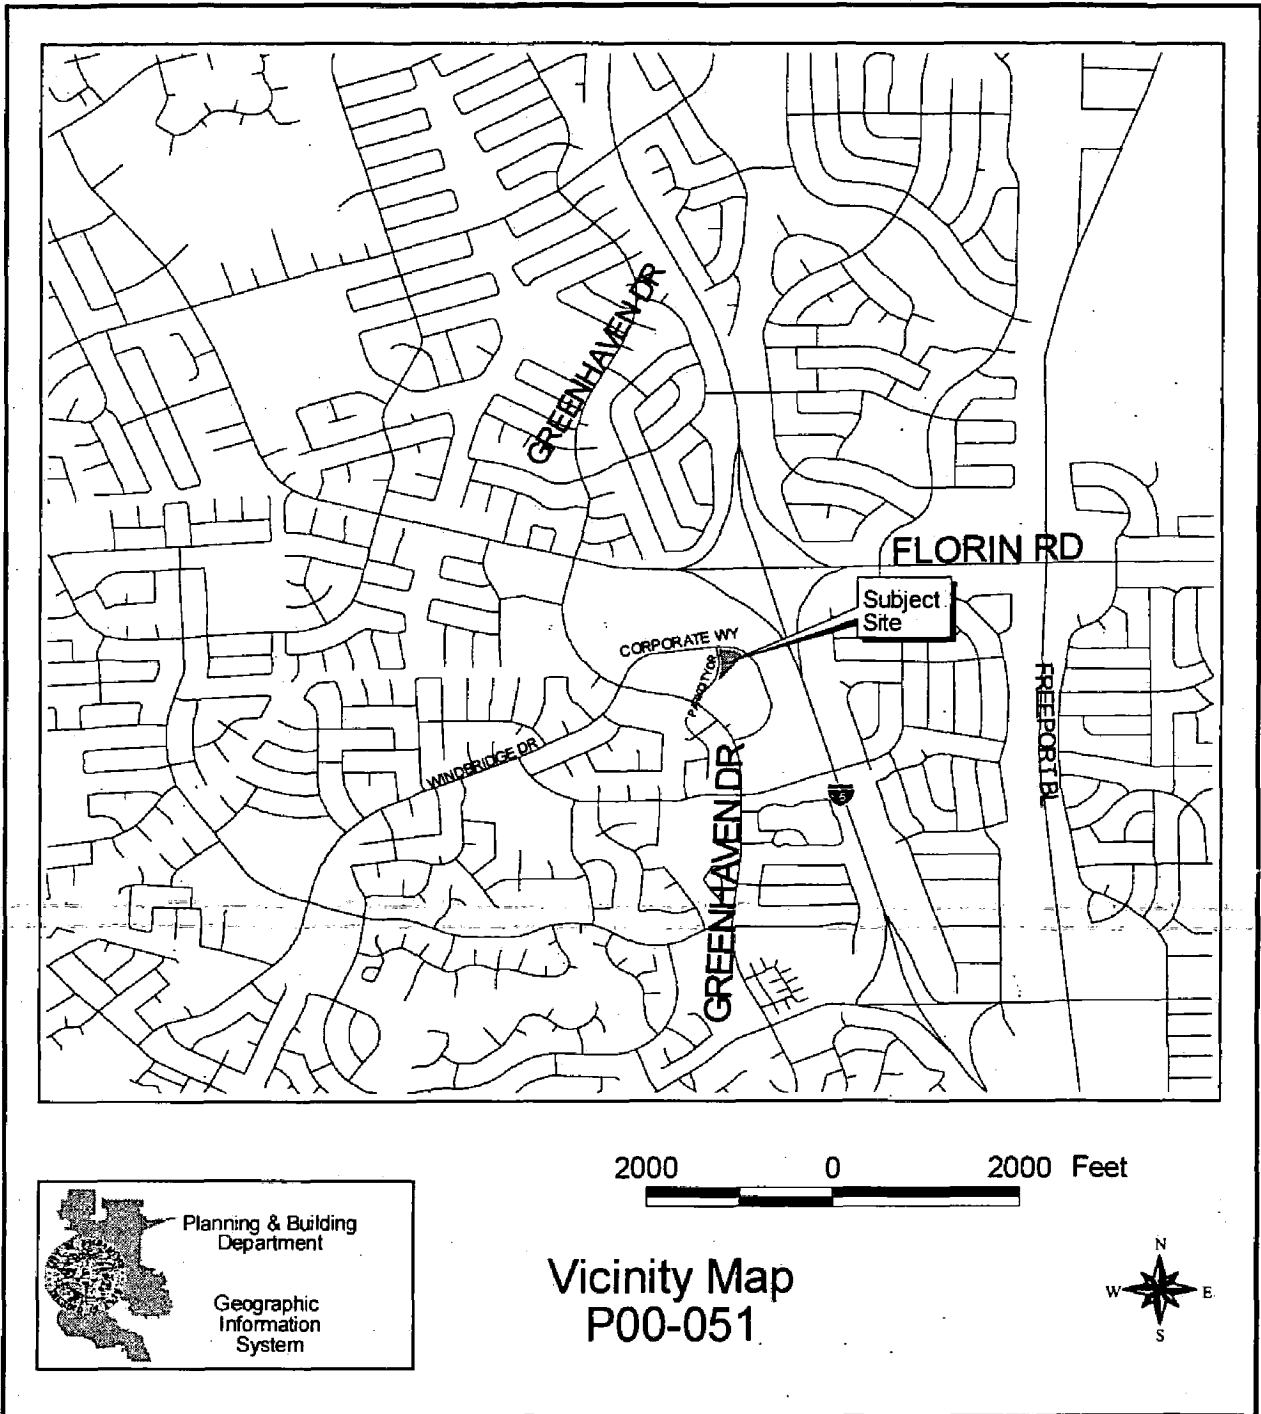 GREENHAVEN DR
FLORIN RD
Subject
Site
CORPORATE WY
FREEPORT BL
WINDBRIDGE DR
5
GREENHAVEN DR
2000 0 2000 Feet
Planning & Building
Department
Geographic
Information
System
Vicinity Map
P00-051
N
W E
S